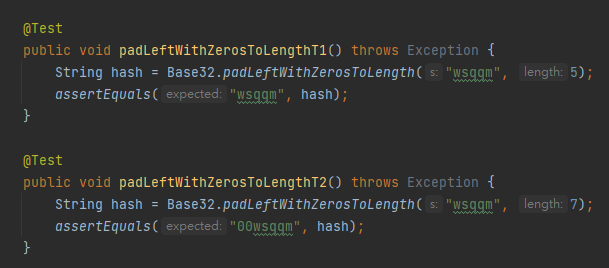 @Test
public void padLeftWithZerosToLengthT1() throws Exception {
String hash = Base32.padLeftWithZerosToLength( s: "wsqqm", length: 5);
assertEquals( expected: "wsqqm", hash);
}
@Test
public void padLeftWithZerosToLengthT2() throws Exception {
String hash = Base32.padLeftWithZerosToLength( s: "wsqqm", length: 7);
assertEquals( expected: "00wsqqm", hash);
}